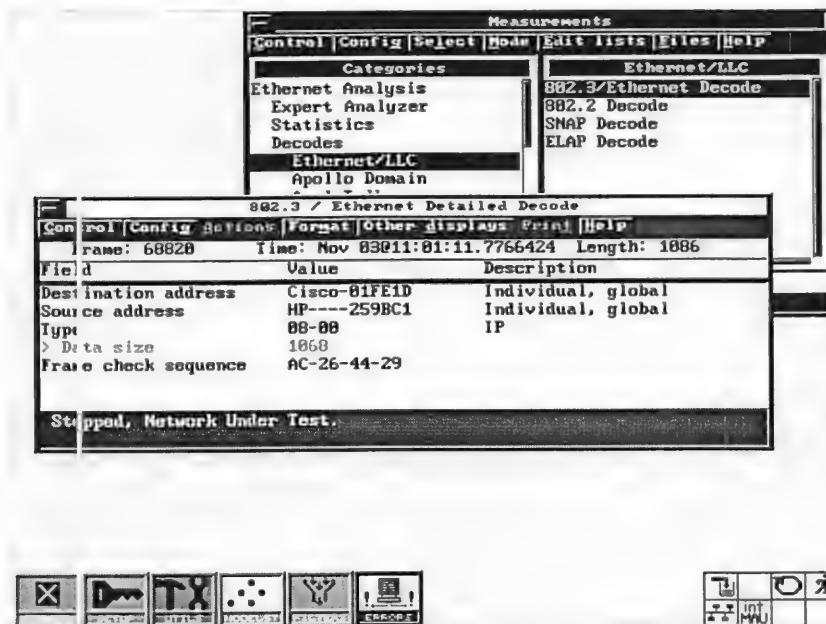 Measurements
Control Config Select Mode Edit lists Files Help
Categories
Ethernet Analysis
Expert Analyzer
Statistics
Decodes
Ethernet/LLC
Apollo Domain
Ethernet/LLC
802.3/Ethernet Decode
802.2 Decode
SNAP Decode
ELAP Decode
802.3 / Ethernet Detailed Decode
Control Config Actions Format Other displays Print Help
Frame: 68820 Time: Nov 03@11:01:11.7766424 Length: 1086
Field Value Description
Destination address Cisco-01FE1D Individual, global
Source address HP----259BC1 Individual, global
Type 08-00 IP
> Data size 1068
Frame check sequence AC-26-44-29
Stopped, Network Under Test.
ERRORS
int
MAU